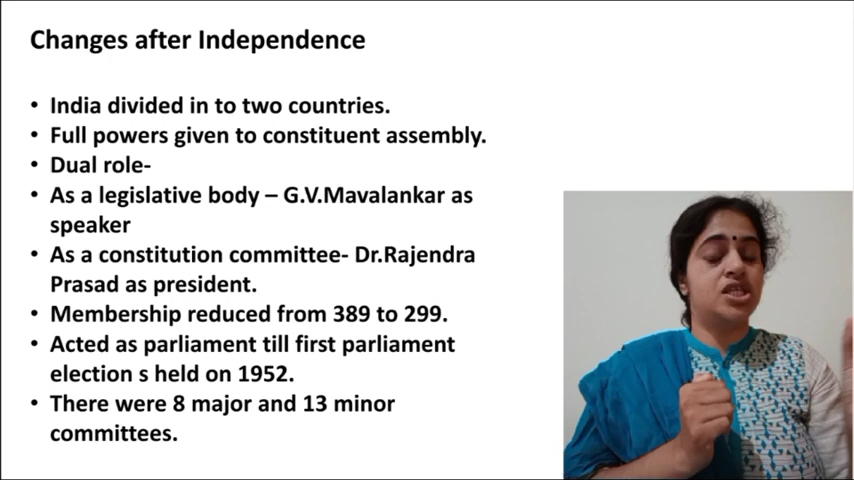 Changes after Independence
• India divided in to two countries.
• Full powers given to constituent assembly.
• Dual role-
• As a legislative body – G.V.Mavalankar as
speaker
• As a constitution committee- Dr.Rajendra
Prasad as president.
• Membership reduced from 389 to 299.
• Acted as parliament till first parliament
election s held on 1952.
• There were 8 major and 13 minor
committees.